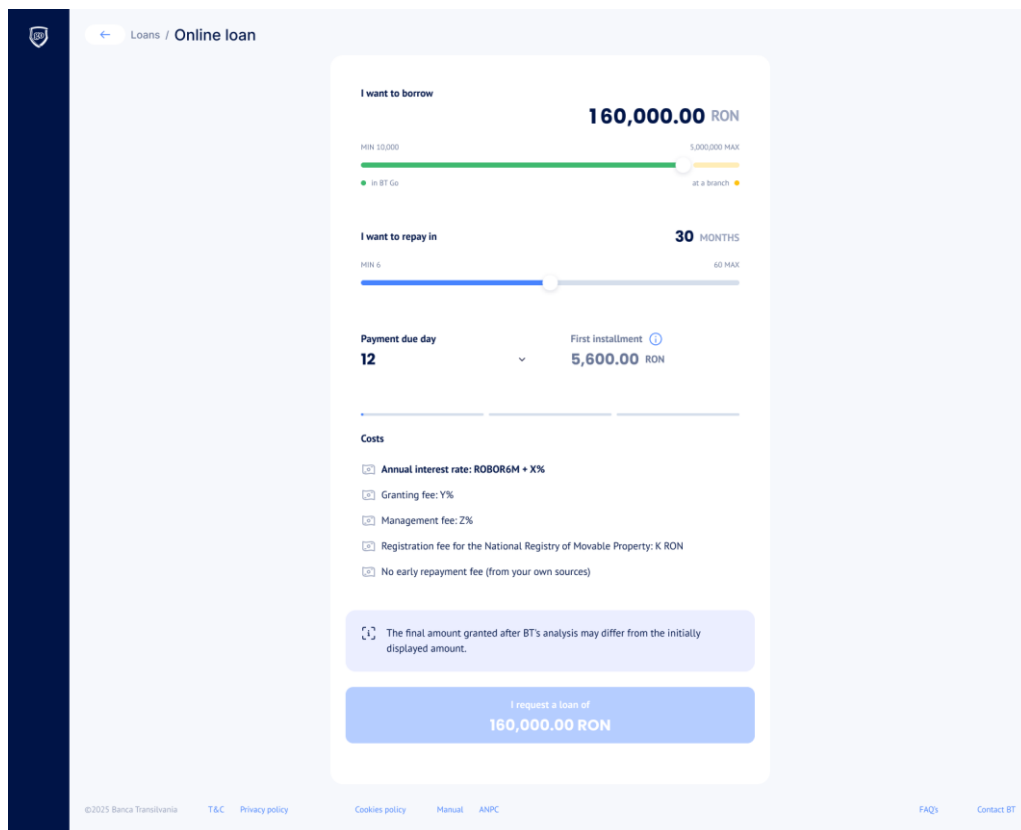 Loans / Online loan
I want to borrow
160,000.00 RON
MIN 10,000 5,000,000 MAX
in BT Go at a branch
I want to repay in 30 MONTHS
MIN 6 60 MAX
Payment due day First installment
12 5,600.00 RON
Costs
Annual interest rate: ROBOR6M + X%
Granting fee: Y%
Management fee: Z%
Registration fee for the National Registry of Movable Property: K RON
No early repayment fee (from your own sources)
The final amount granted after BT's analysis may differ from the initially
displayed amount.
I request a loan of
160,000.00 RON
©2025 Banca Transilvania T&C Privacy policy Cookies policy Manual ANPC FAQ's Contact BT